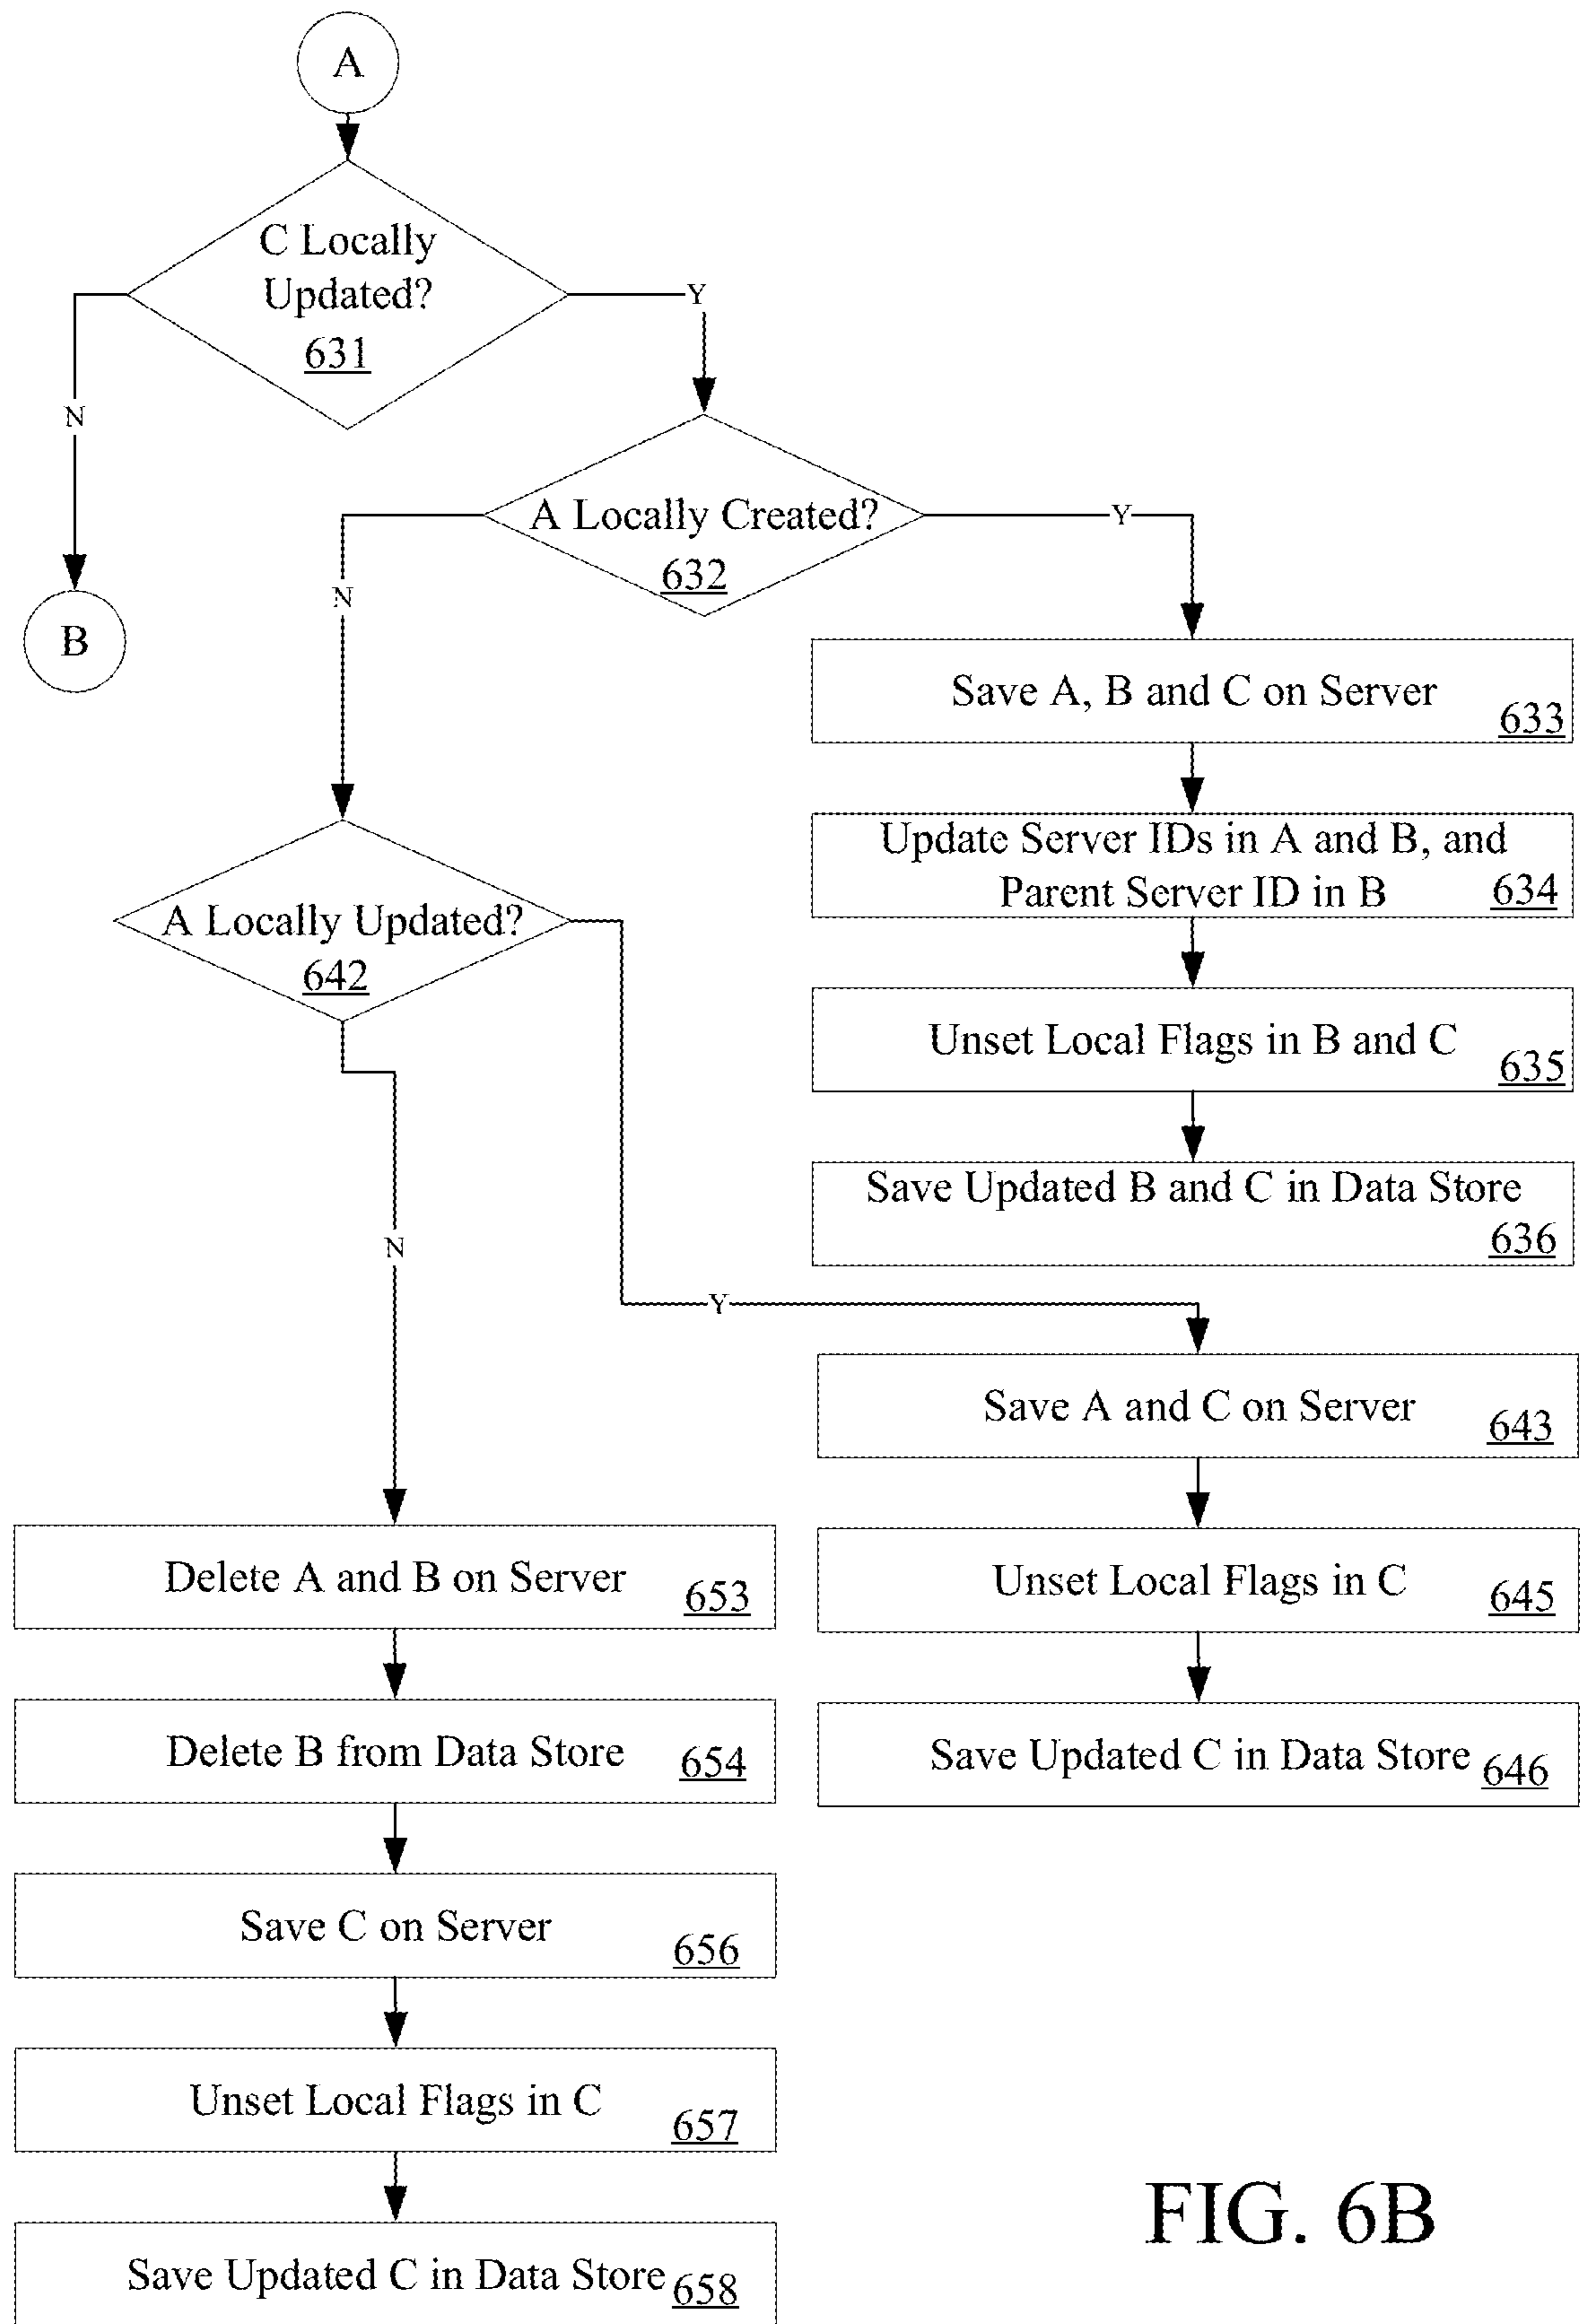 A
C Locally
Updated?
631
Y
N
A Locally Created?
632
Y
N
B
Save A, B and C on Server
633
Update Server IDs in A and B, and
Parent Server ID in B
634
A Locally Updated?
642
Unset Local Flags in B and C
635
Save Updated B and C in Data Store
636
N
Y
Save A and C on Server
643
Delete A and B on Server
653
Unset Local Flags in C
645
Delete B from Data Store
654
Save Updated C in Data Store
646
Save C on Server
656
Unset Local Flags in C
657
Save Updated C in Data Store
658
FIG. 6B